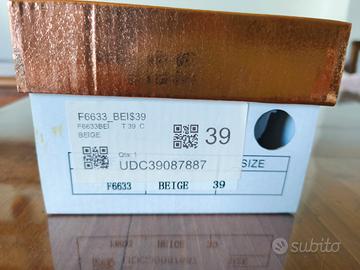 F6633_BEI$39
F6633BEI T 39 C
BEIGE
39
Qta: 1
UDC39087887
SIZE
F6633 BEIGE 39
subito